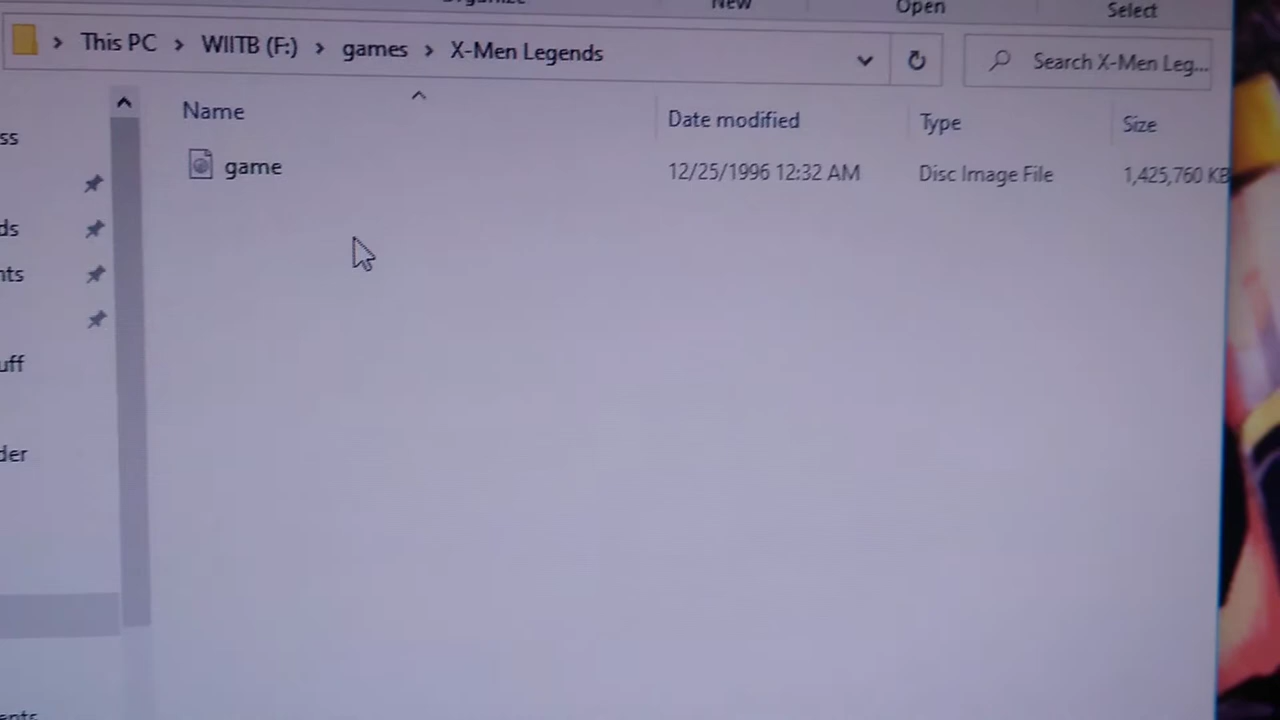 New Open Select
This PC WIITB (F:) games X-Men Legends Search X-Men Leg...
Name Date modified Type Size
game 12/25/1996 12:32 AM Disc Image File 1,425,760 KB
ss
ds
nts
uff
der